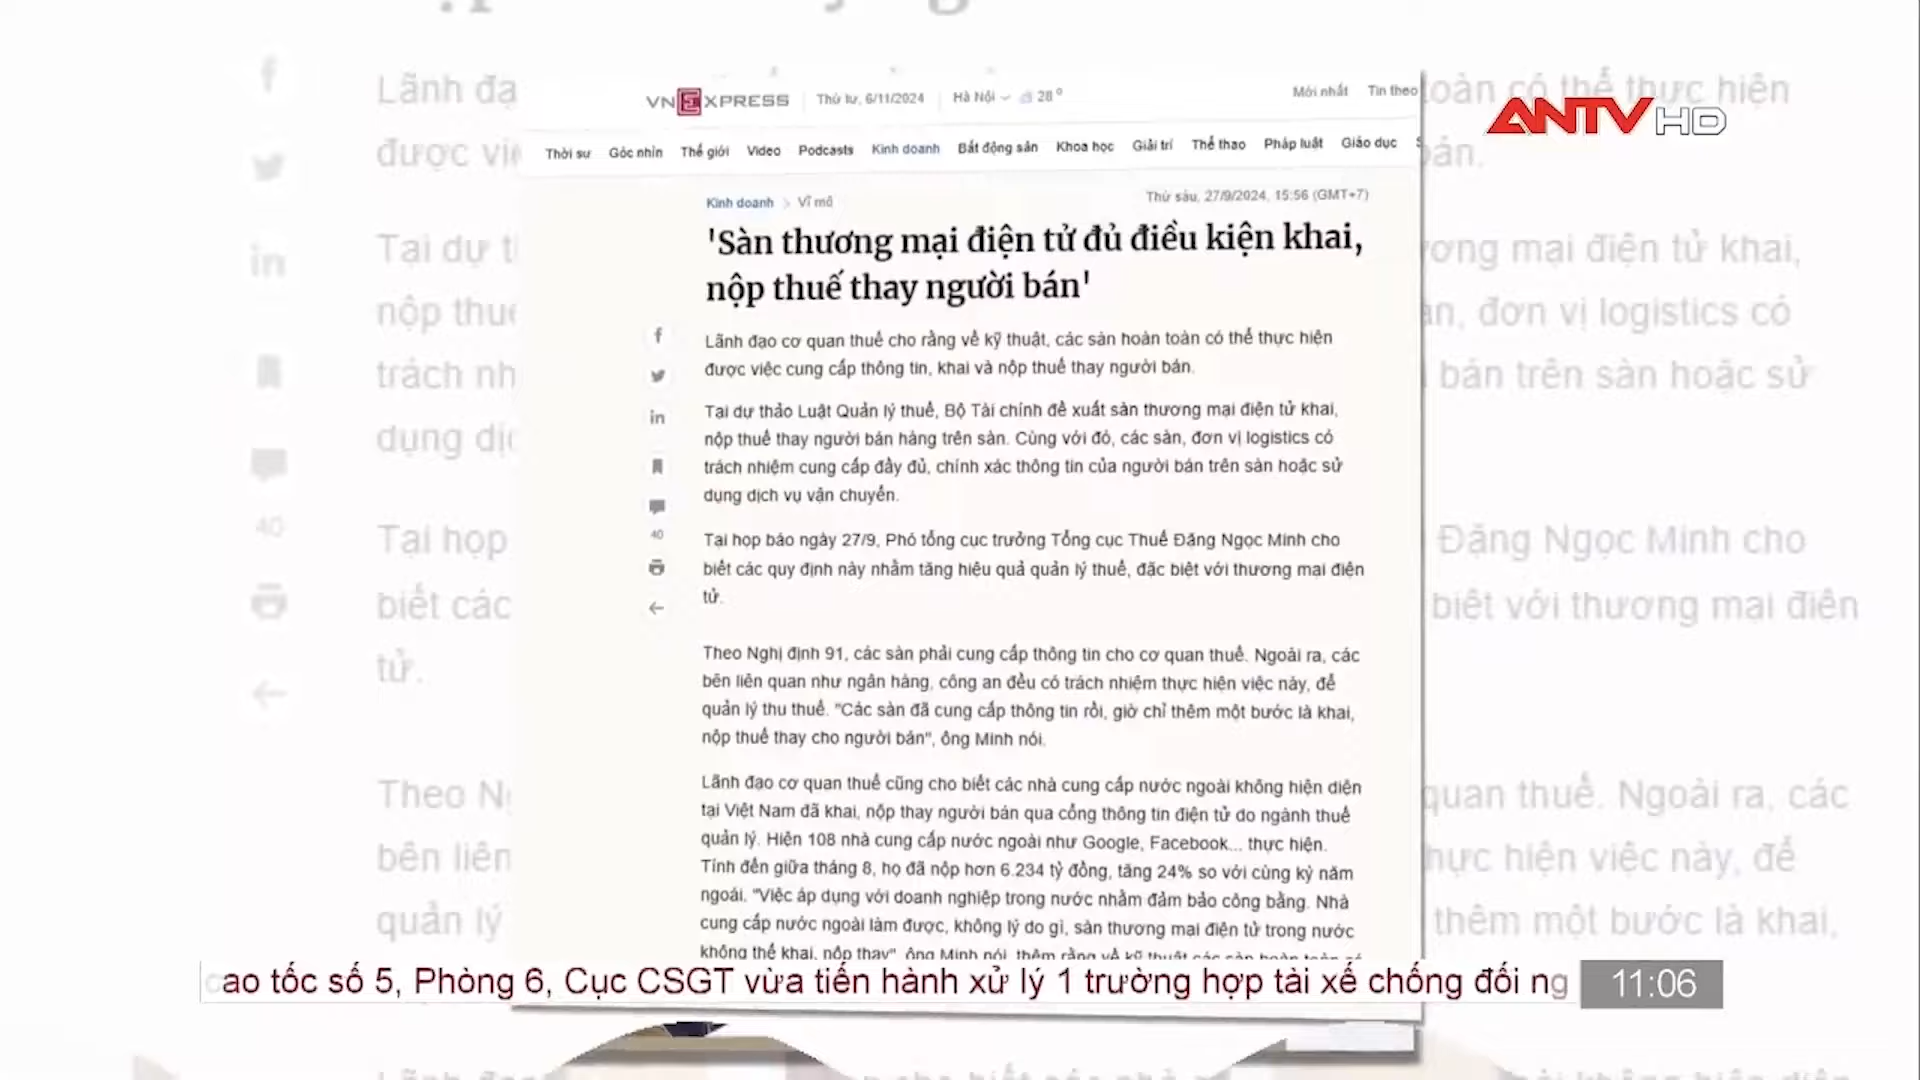 VNEXPRESS Thứ tư, 6/11/2024 Hà Nội 28° Mới nhất Tin theo
ANTV HD
Thời sự Góc nhìn Thế giới Video Podcasts Kinh doanh Bất động sản Khoa học Giải trí Thể thao Pháp luật Giáo dục
Kinh doanh > Vĩ mô Thứ sáu, 27/9/2024, 15:56 (GMT+7)
'Sàn thương mại điện tử đủ điều kiện khai,
nộp thuế thay người bán'
Lãnh đạo cơ quan thuế cho rằng về kỹ thuật, các sàn hoàn toàn có thể thực hiện
được việc cung cấp thông tin, khai và nộp thuế thay người bán.
Tại dự thảo Luật Quản lý thuế, Bộ Tài chính đề xuất sàn thương mại điện tử khai,
nộp thuế thay người bán hàng trên sàn. Cùng với đó, các sàn, đơn vị logistics có
trách nhiệm cung cấp đầy đủ, chính xác thông tin của người bán trên sàn hoặc sử
dụng dịch vụ vận chuyển.
40
Tại họp báo ngày 27/9, Phó tổng cục trưởng Tổng cục Thuế Đặng Ngọc Minh cho
biết các quy định này nhằm tăng hiệu quả quản lý thuế, đặc biệt với thương mại điện
tử.
Theo Nghị định 91, các sàn phải cung cấp thông tin cho cơ quan thuế. Ngoài ra, các
bên liên quan như ngân hàng, công an đều có trách nhiệm thực hiện việc này, để
quản lý thu thuế. "Các sàn đã cung cấp thông tin rồi, giờ chỉ thêm một bước là khai,
nộp thuế thay cho người bán", ông Minh nói.
Lãnh đạo cơ quan thuế cũng cho biết các nhà cung cấp nước ngoài không hiện diện
tại Việt Nam đã khai, nộp thay người bán qua cổng thông tin điện tử do ngành thuế
quản lý. Hiện 108 nhà cung cấp nước ngoài như Google, Facebook... thực hiện.
Tính đến giữa tháng 8, họ đã nộp hơn 6.234 tỷ đồng, tăng 24% so với cùng kỳ năm
ngoái. "Việc áp dụng với doanh nghiệp trong nước nhằm đảm bảo công bằng. Nhà
cung cấp nước ngoài làm được, không lý do gì, sàn thương mại điện tử trong nước
không thể khai, nộp thay", ông Minh nói, thêm rằng về kỹ thuật các sàn hoàn toàn có
ao tốc số 5, Phòng 6, Cục CSGT vừa tiến hành xử lý 1 trường hợp tài xế chống đối ng 11:06